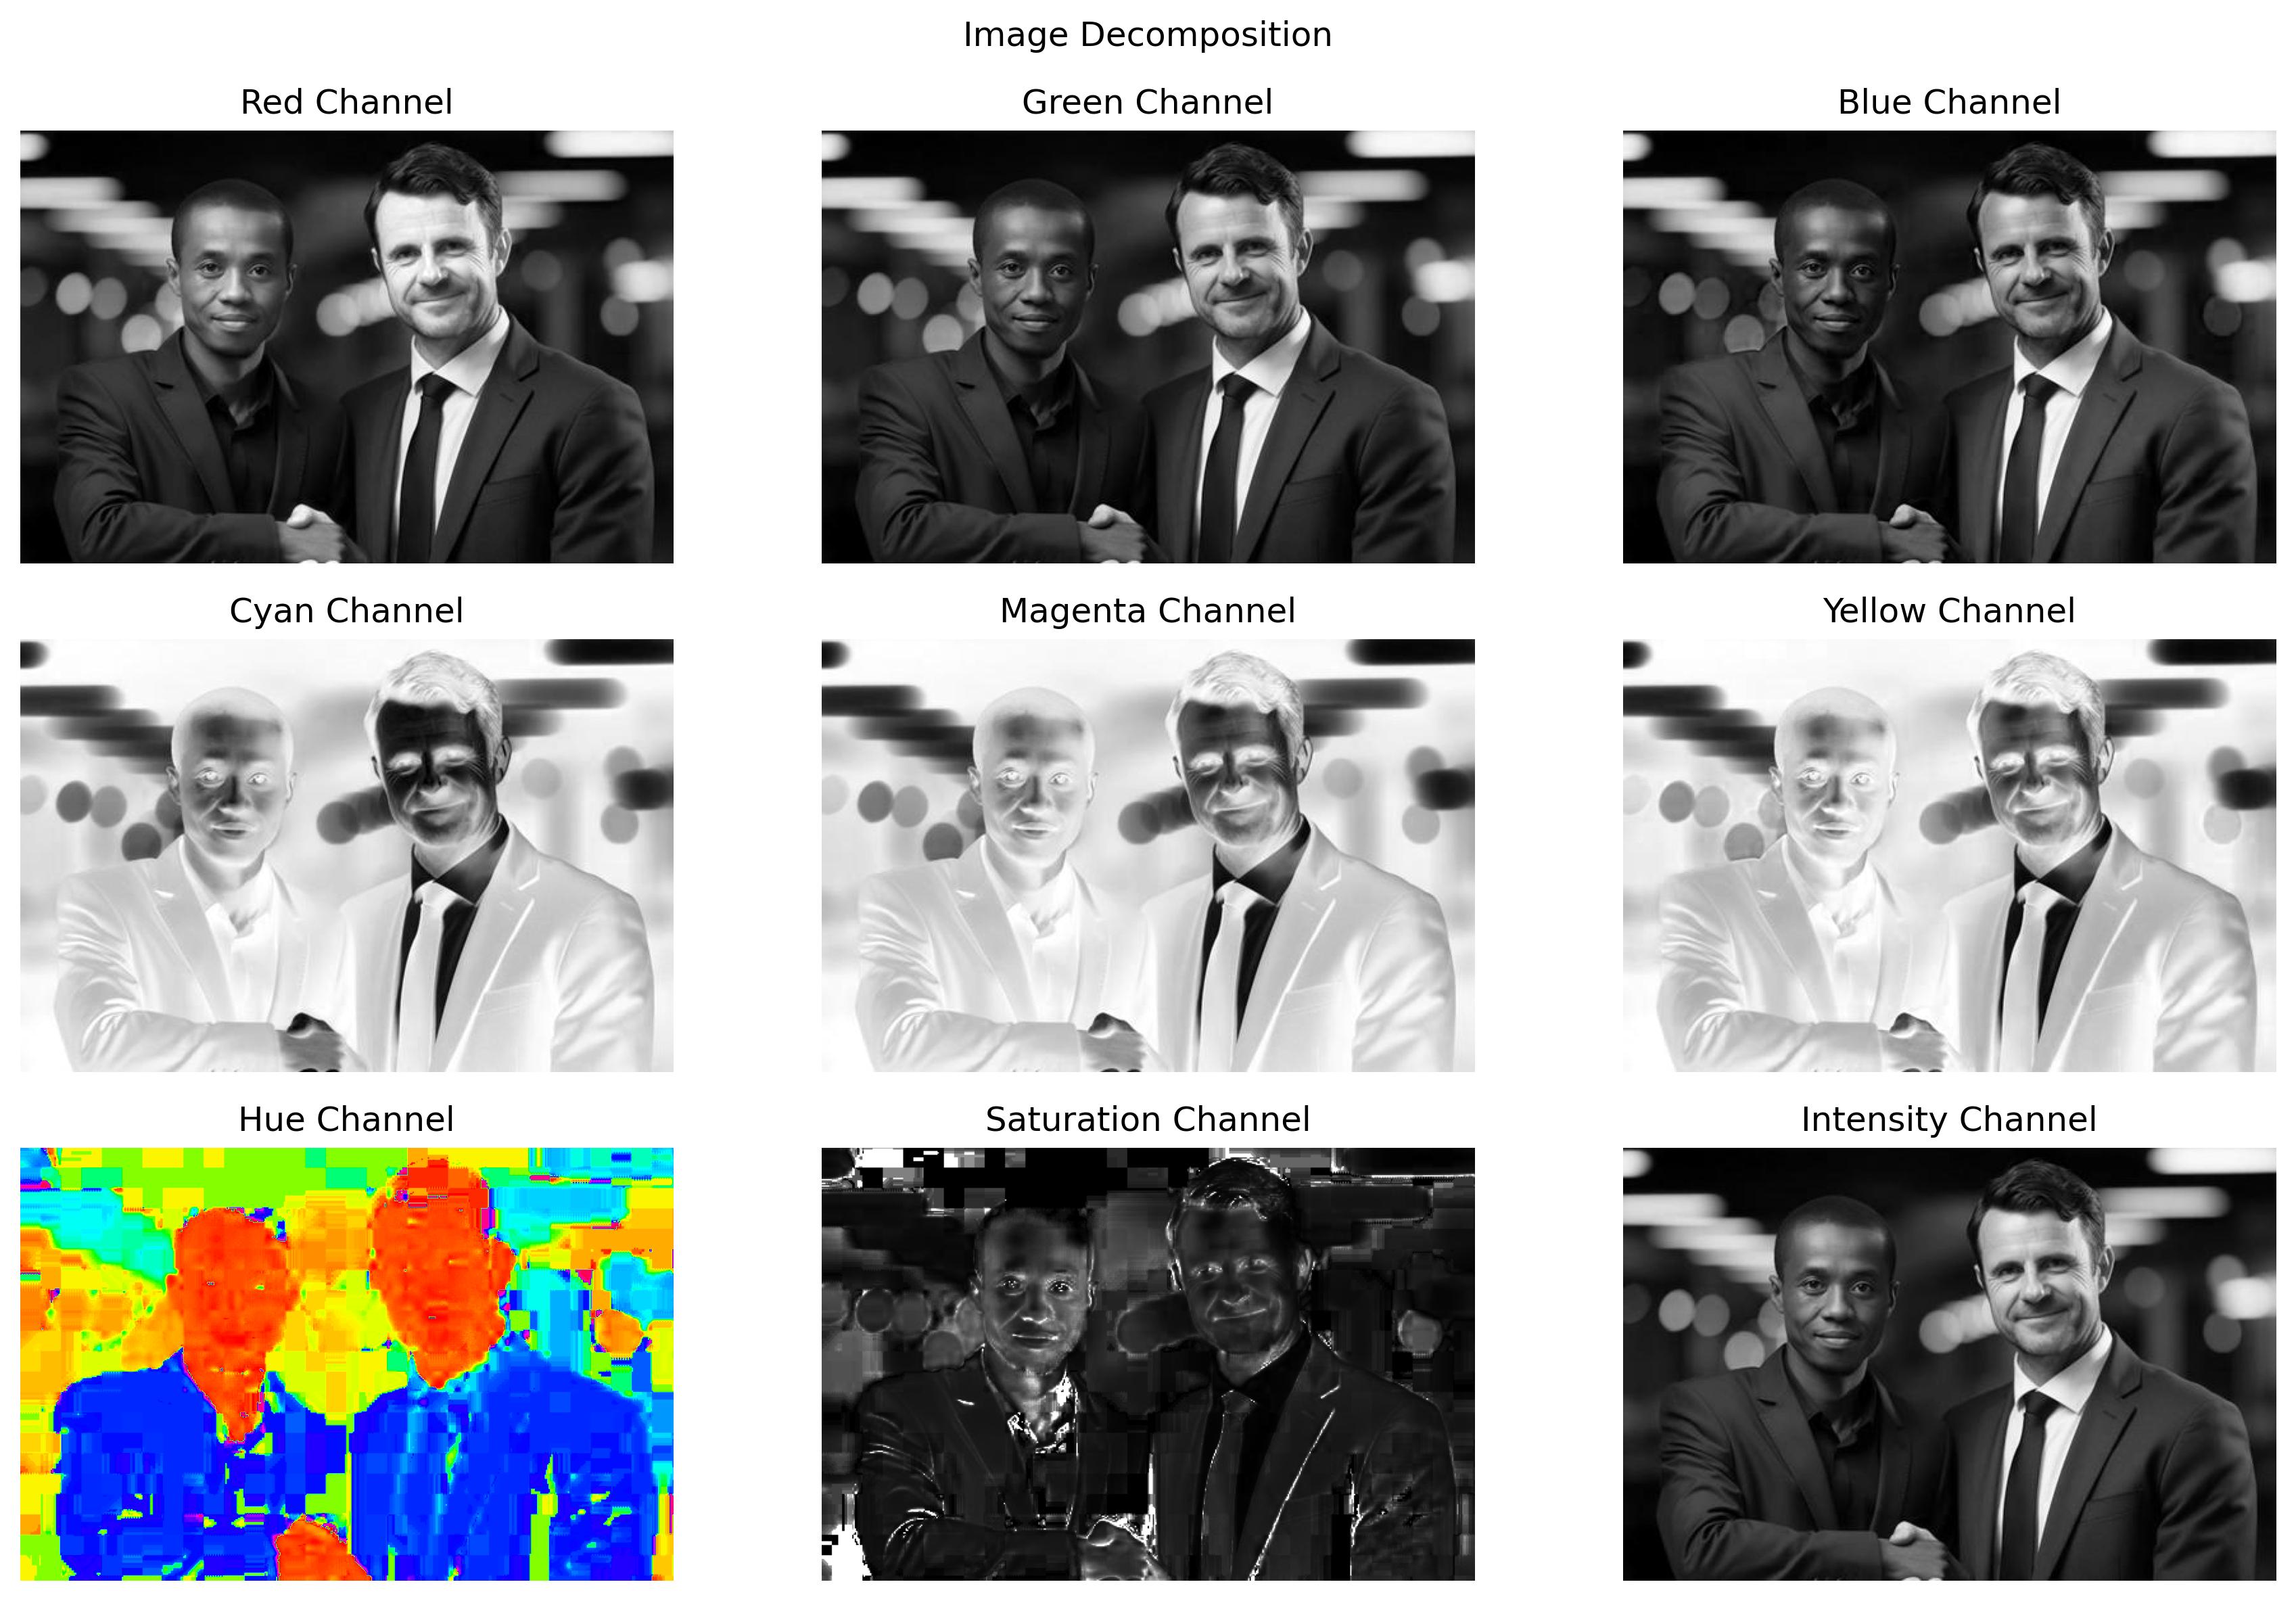 Image Decomposition
Red Channel
Green Channel
Blue Channel
Cyan Channel
Magenta Channel
Yellow Channel
Hue Channel
Saturation Channel
Intensity Channel